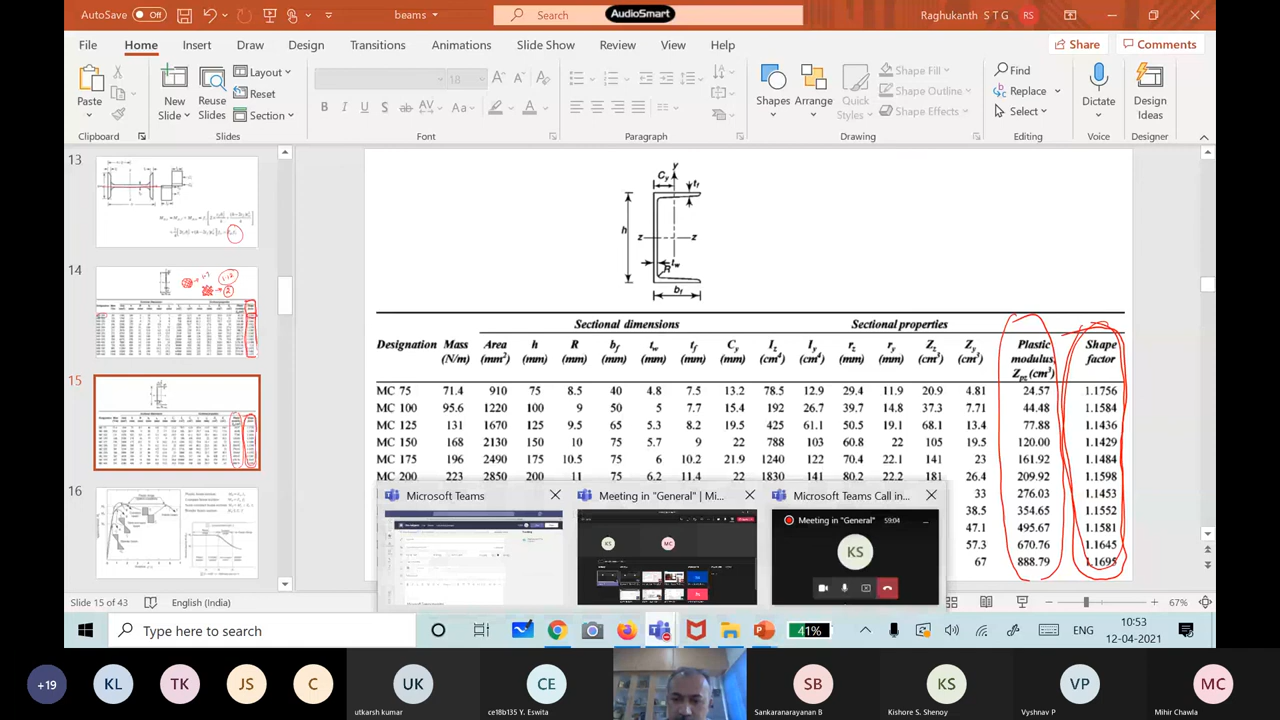 AutoSave Off
beams
Search
AudioSmart
Raghukanth S T G
RS
File Home Insert Draw Design Transitions Animations Slide Show Review View Help
Share Comments
Paste
New Slide
Reuse Slides
Layout
Reset
Section
18
B I U S ab AV Aa A
Shapes
Arrange
Quick Styles
Shape Fill
Shape Outline
Shape Effects
Find
Replace
Select
Dictate
Design Ideas
Clipboard Slides Font Paragraph Drawing Editing Voice Designer
13
14
15
16
y
Cy
tf
h
z z
tw
R
bf
Sectional dimensions Sectional properties
Designation Mass (N/m) Area (mm²) h (mm) R (mm) bf (mm) tw (mm) tf (mm) Cy (mm) Iz (cm⁴) Iy (cm⁴) rz (mm) ry (mm) Zz (cm³) Zy (cm³) Plastic modulus, Zpz (cm³) Shape factor
MC 75 71.4 910 75 8.5 40 4.8 7.5 13.2 78.5 12.9 29.4 11.9 20.9 4.81 24.57 1.1756
MC 100 95.6 1220 100 9 50 5 7.7 15.4 192 26.7 39.7 14.8 37.3 7.71 44.48 1.1584
MC 125 131 1670 125 9.5 65 5.3 8.2 19.5 425 61.1 50.5 19.1 68.1 13.4 77.88 1.1436
MC 150 168 2130 150 10 75 5.7 9 22 788 103 60.8 22 105 19.5 120.00 1.1429
MC 175 196 2490 175 10.5 75 6 10.2 21.9 1240 122 70.4 22.1 141 23 161.92 1.1484
MC 200 223 2850 200 11 75 6.2 11.4 22 1830 141 80.2 22.2 181 26.4 209.92 1.1598
33 276.03 1.1453
38.5 354.65 1.1552
47.1 495.67 1.1581
57.3 670.76 1.1645
67 888.79 1.1695
Microsoft Teams
Meeting in "General" | Mi...
Microsoft Teams Call in...
KS MC
Meeting in "General" 59:04
KS
Slide 15 of 43
English (India)
67%
Type here to search
41%
ENG
10:53
12-04-2021
+19 KL TK JS C UK CE SB KS VP MC
utkarsh kumar
ce18b135 Y. Eswita
Sankaranarayanan B
Kishore S. Shenoy
Vyshnav P
Mihir Chawla